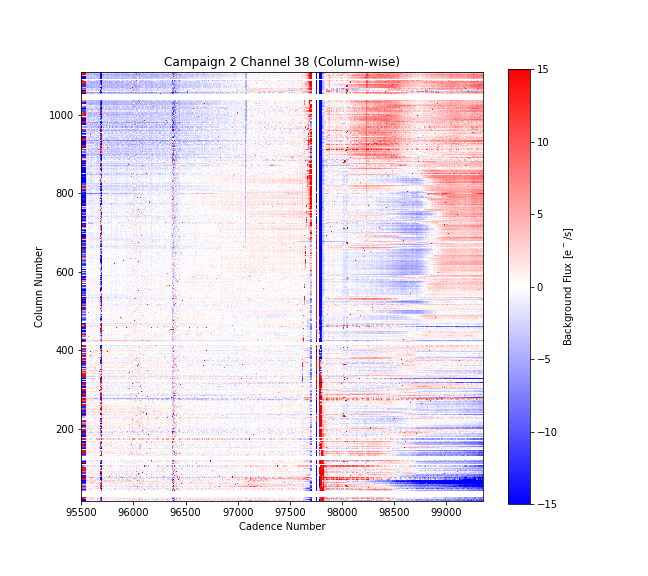 Campaign 2 Channel 38 (Column-wise)
1000
800
600
400
200
Column Number
95500 96000 96500 97000 97500 98000 98500 99000
Cadence Number
15
10
5
0
−5
−10
−15
Background Flux [e⁻/s]